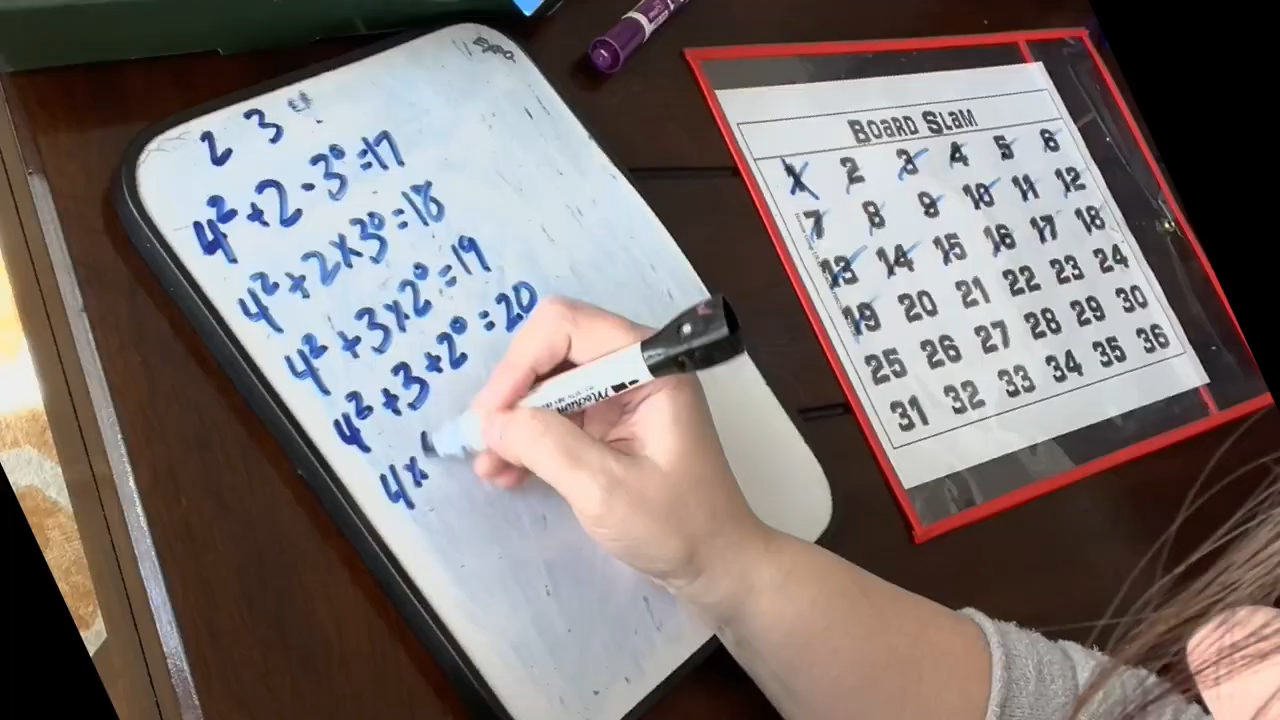 2 3 4
4² + 2 · 3⁰ = 17
4² + 2 × 3⁰ = 18
4² + 3 × 2⁰ = 19
4² + 3 + 2⁰ = 20
4 ×
Board Slam
1 2 3 4 5 6
7 8 9 10 11 12
13 14 15 16 17 18
19 20 21 22 23 24
25 26 27 28 29 30
31 32 33 34 35 36